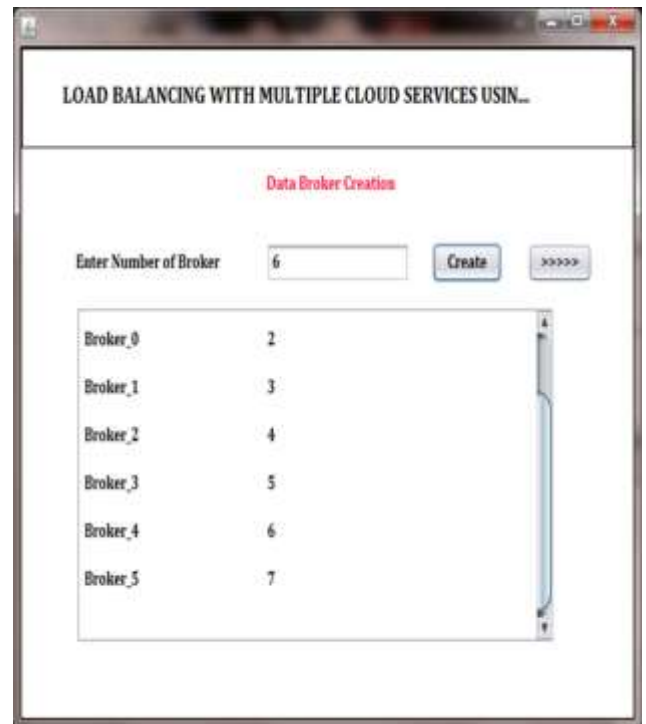 LOAD BALANCING WITH MULTIPLE CLOUD SERVICES USIN...
Data Broker Creation
Enter Number of Broker 6 Create >>>>>
Broker_0 2
Broker_1 3
Broker_2 4
Broker_3 5
Broker_4 6
Broker_5 7